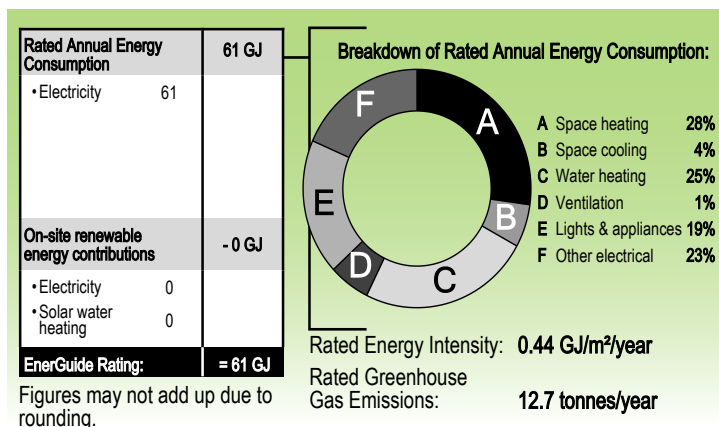 Rated Annual Energy
Consumption
61 GJ
• Electricity 61
On-site renewable
energy contributions
- 0 GJ
• Electricity 0
• Solar water
heating 0
EnerGuide Rating: = 61 GJ
Figures may not add up due to
rounding.
Breakdown of Rated Annual Energy Consumption:
A
B
C
D
E
F
A Space heating 28%
B Space cooling 4%
C Water heating 25%
D Ventilation 1%
E Lights & appliances 19%
F Other electrical 23%
Rated Energy Intensity: 0.44 GJ/m²/year
Rated Greenhouse
Gas Emissions: 12.7 tonnes/year